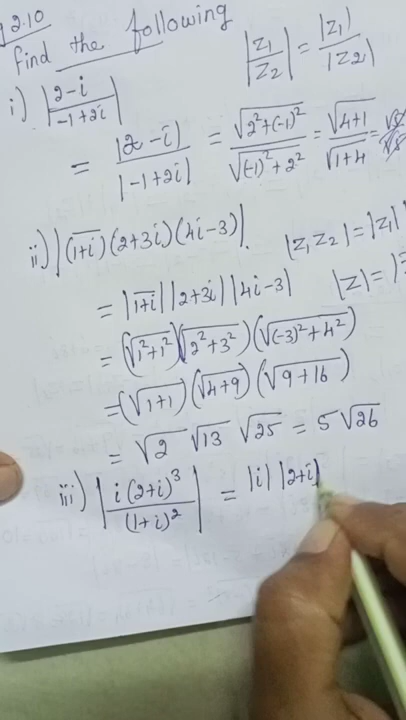 2.10
Find the following
|z1/z2| = |z1|/|z2|
i) |2-i/-1+2i|
= |2-i|/|-1+2i| = √2²+(-1)²/√(-1)²+2² = √4+1/√1+4 =
ii) |(1+i)‾(2+3i)(4i-3)|. |z1z2| = |z1|
= |1+i‾| |2+3i| |4i-3| |z| =
= (√1²+1²)(√2²+3²)(√(-3)²+4²)
= (√1+1)(√4+9)(√9+16)
= √2 √13 √25 = 5√26
iii) |i(2+i)³/(1+i)²| = |i| |2+i|